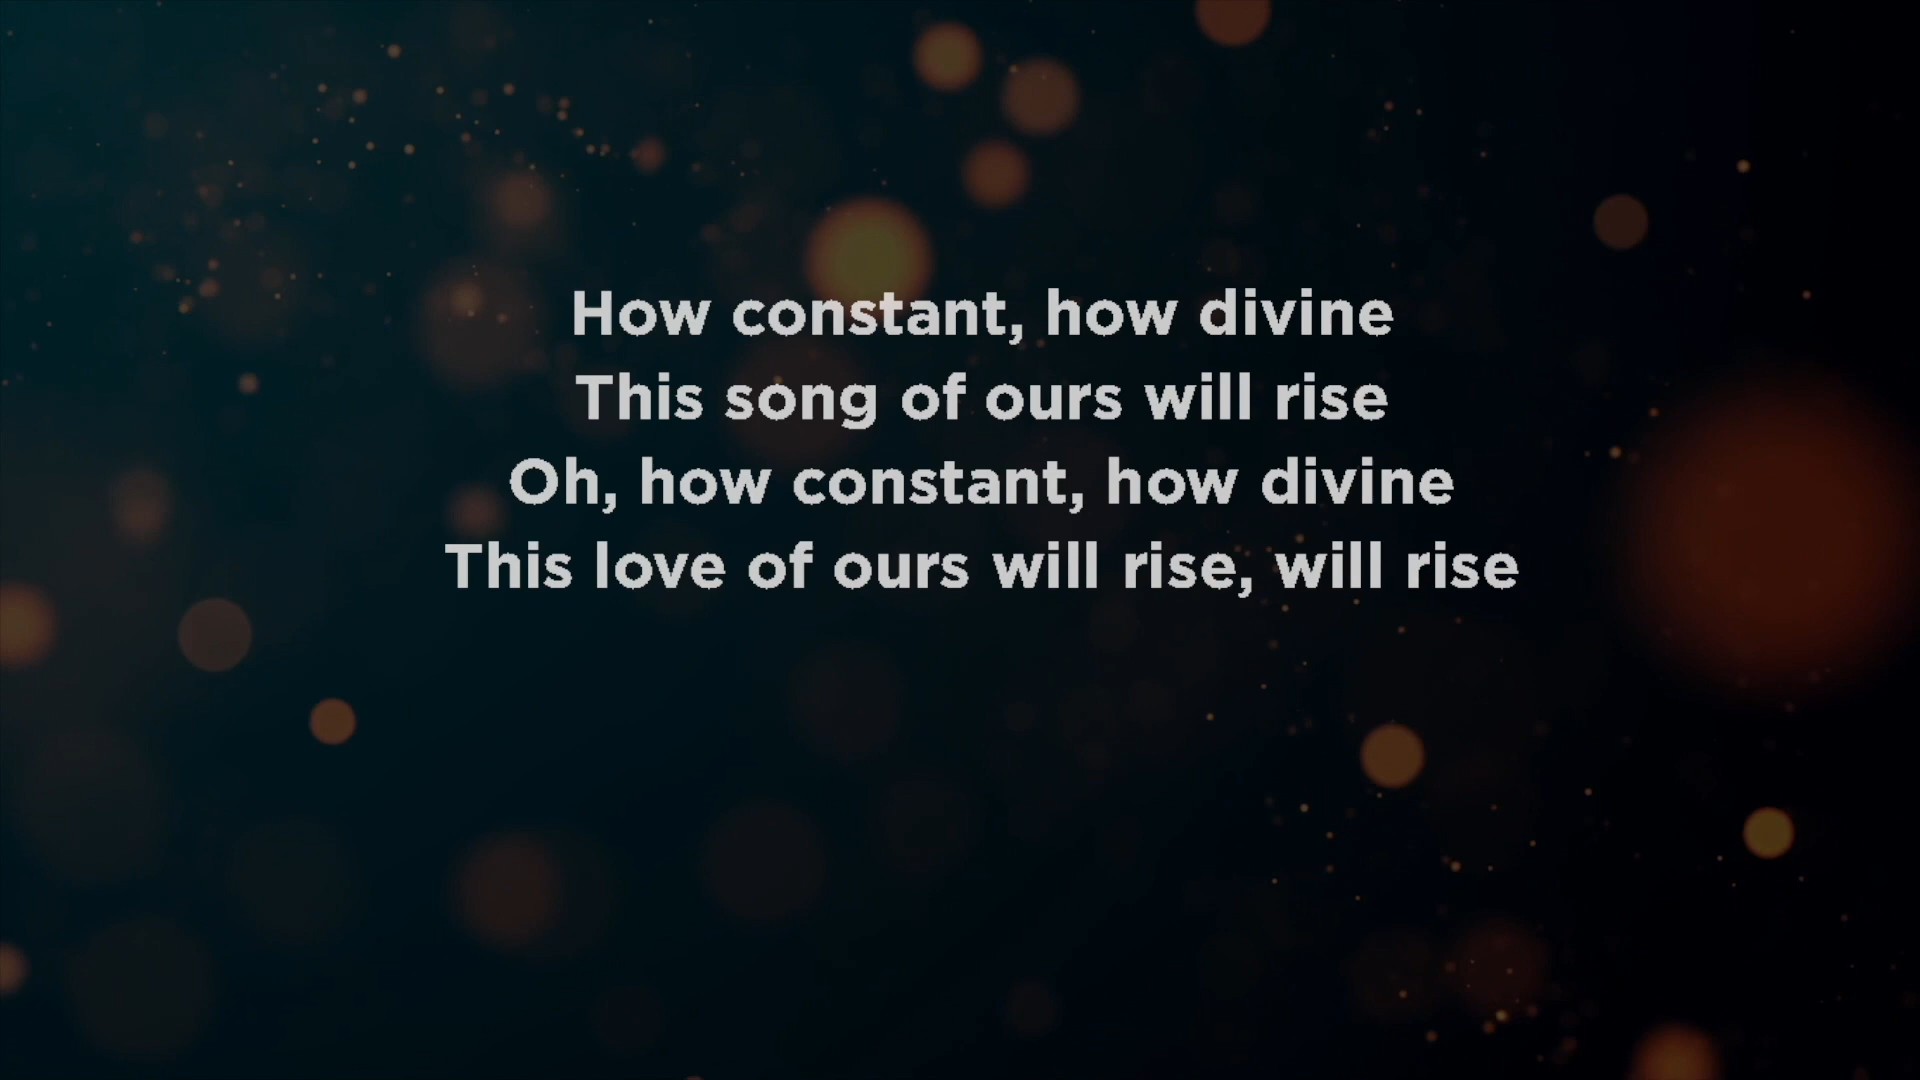 How constant, how divine
This song of ours will rise
Oh, how constant, how divine
This love of ours will rise, will rise